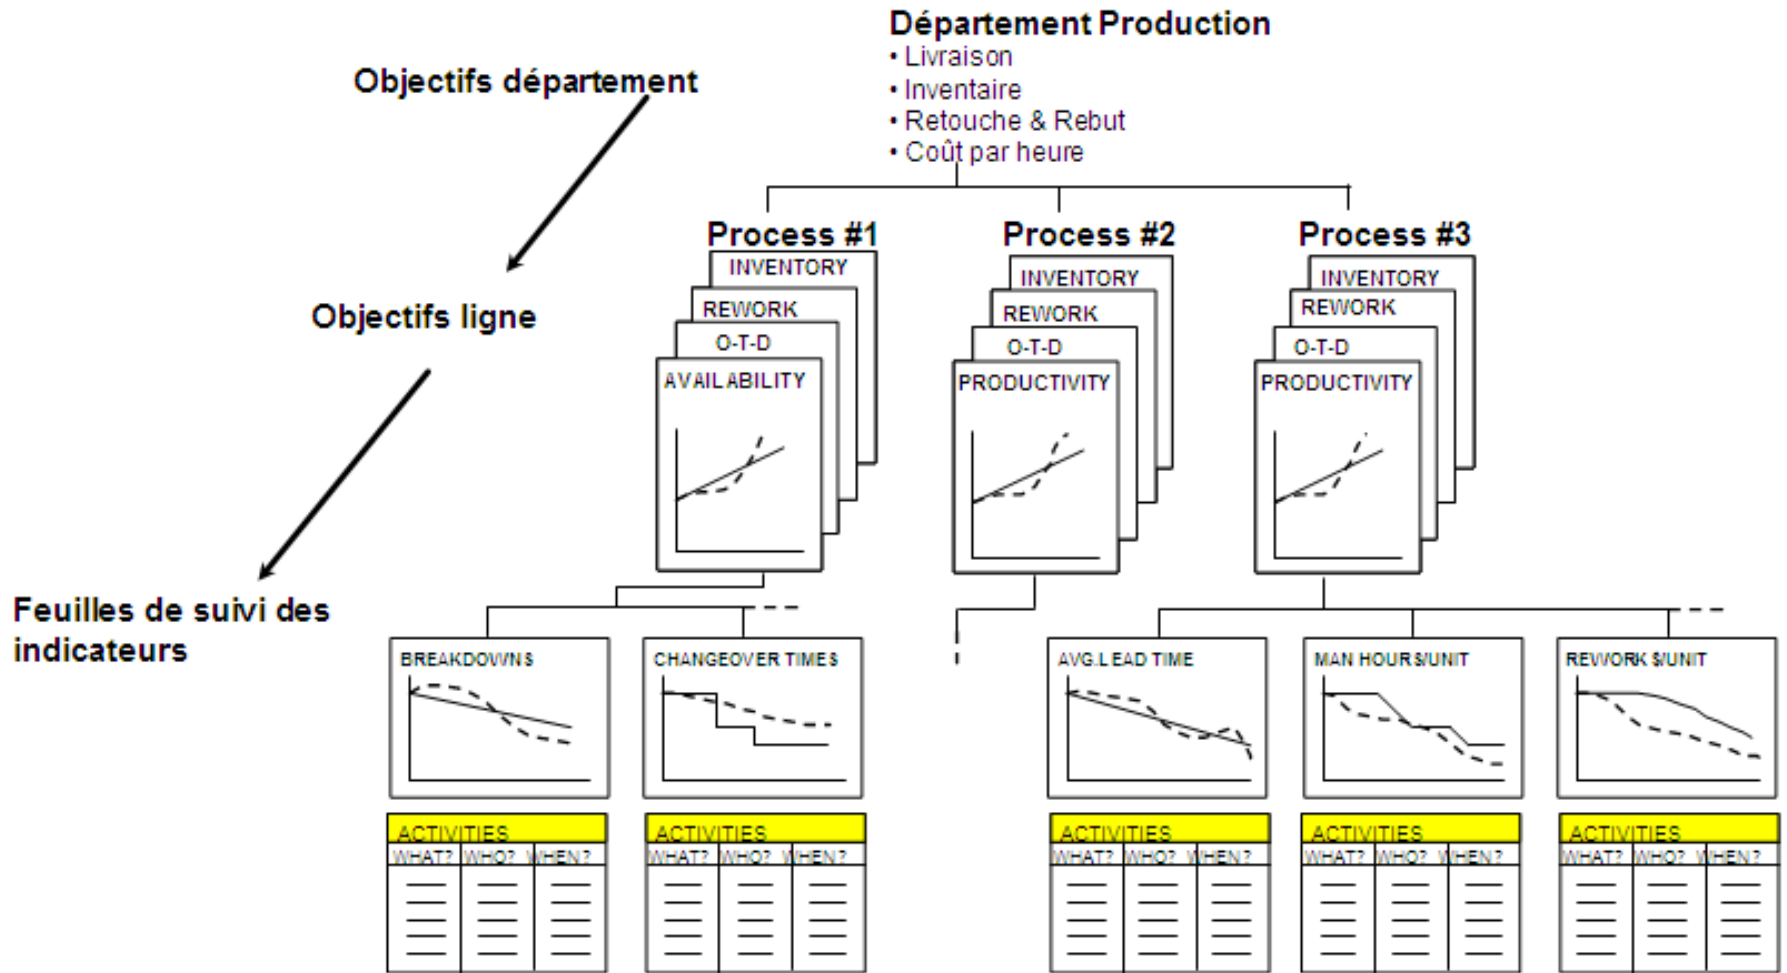 Département Production
• Livraison
• Inventaire
• Retouche & Rebut
• Coût par heure
Objectifs département
Process #1
INVENTORY
REWORK
O-T-D
AVAILABILITY
Process #2
INVENTORY
REWORK
O-T-D
PRODUCTIVITY
Process #3
INVENTORY
REWORK
O-T-D
PRODUCTIVITY
Objectifs ligne
Feuilles de suivi des
indicateurs
BREAKDOWNS
CHANGEOVER TIMES
AVG.LEAD TIME
MAN HOURS/UNIT
REWORK $/UNIT
ACTIVITIES
WHAT? WHO? WHEN?
ACTIVITIES
WHAT? WHO? WHEN?
ACTIVITIES
WHAT? WHO? WHEN?
ACTIVITIES
WHAT? WHO? WHEN?
ACTIVITIES
WHAT? WHO? WHEN?